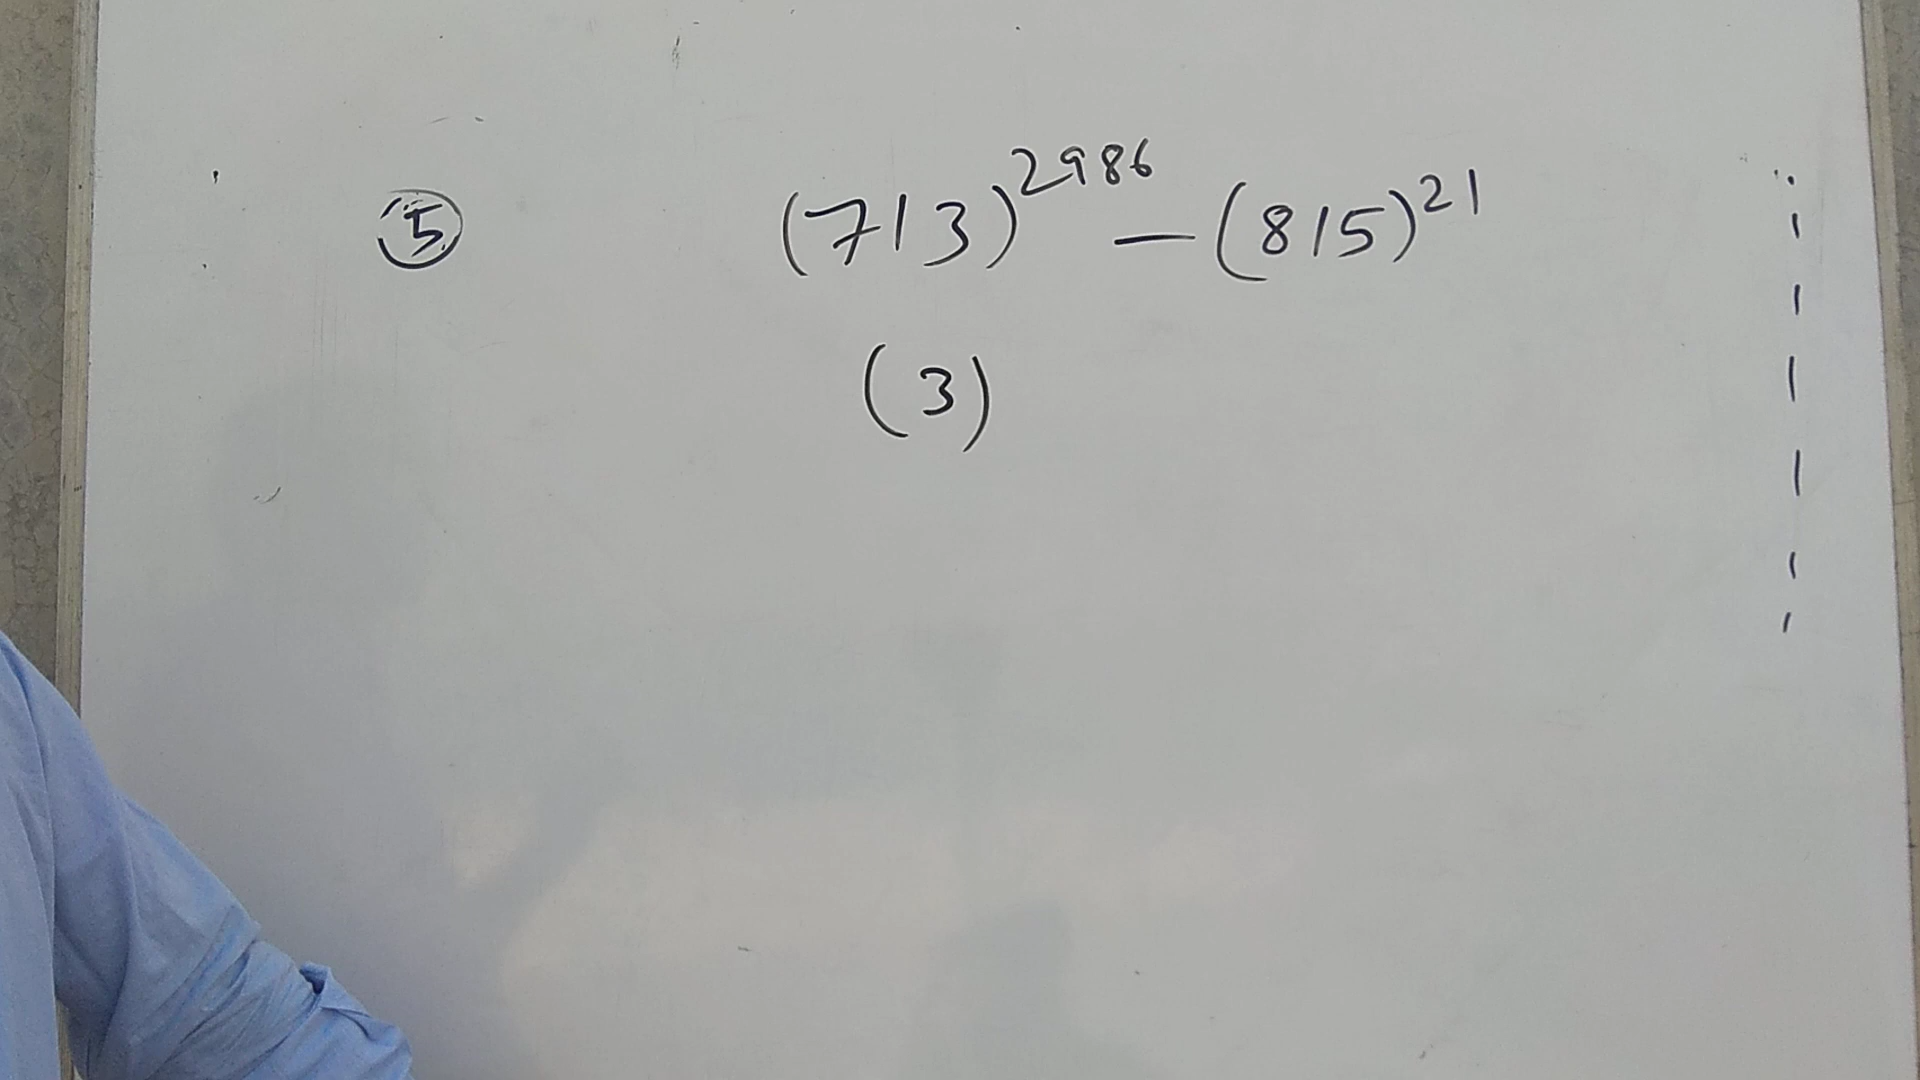 ⑤ (713)^2986 — (815)^21
(3)